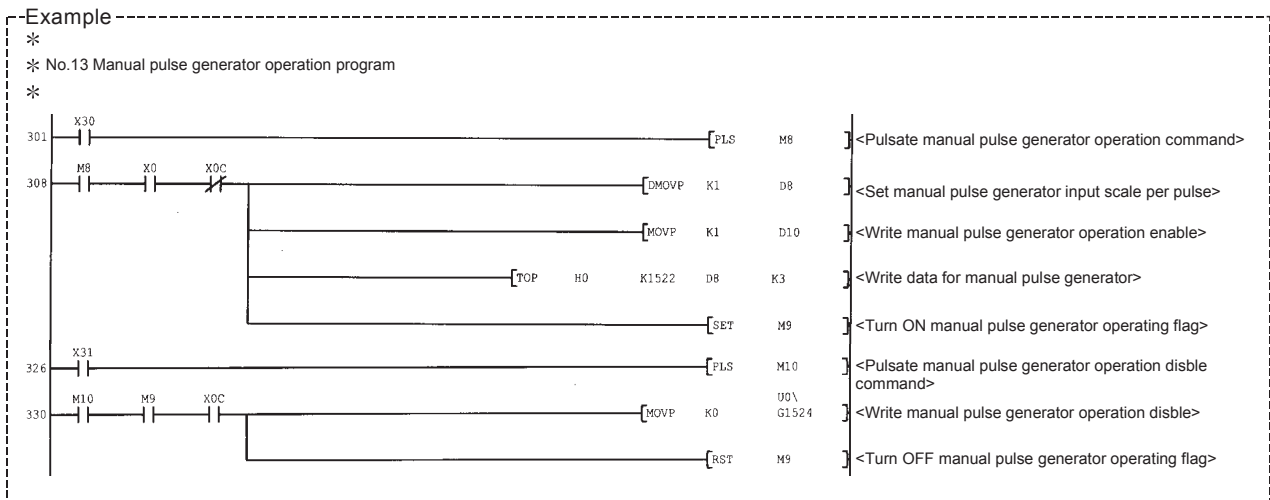 Example
*
* No.13 Manual pulse generator operation program
*
X30
301 [PLS M8 ] <Pulsate manual pulse generator operation command>
M8 X0 X0C
308 [DMOVP K1 D8 ] <Set manual pulse generator input scale per pulse>
[MOVP K1 D10 ] <Write manual pulse generator operation enable>
[TOP H0 K1522 D8 K3 ] <Write data for manual pulse generator>
[SET M9 ] <Turn ON manual pulse generator operating flag>
X31
326 [PLS M10 ] <Pulsate manual pulse generator operation disble
command>
M10 M9 X0C U0\
330 [MOVP K0 G1524 ] <Write manual pulse generator operation disble>
[RST M9 ] <Turn OFF manual pulse generator operating flag>